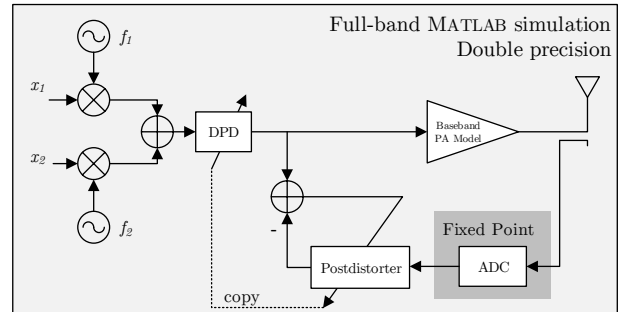 Full-band MATLAB simulation
Double precision
f1
x1
DPD
Baseband
PA Model
x2
f2
-
Fixed Point
Postdistorter
ADC
copy